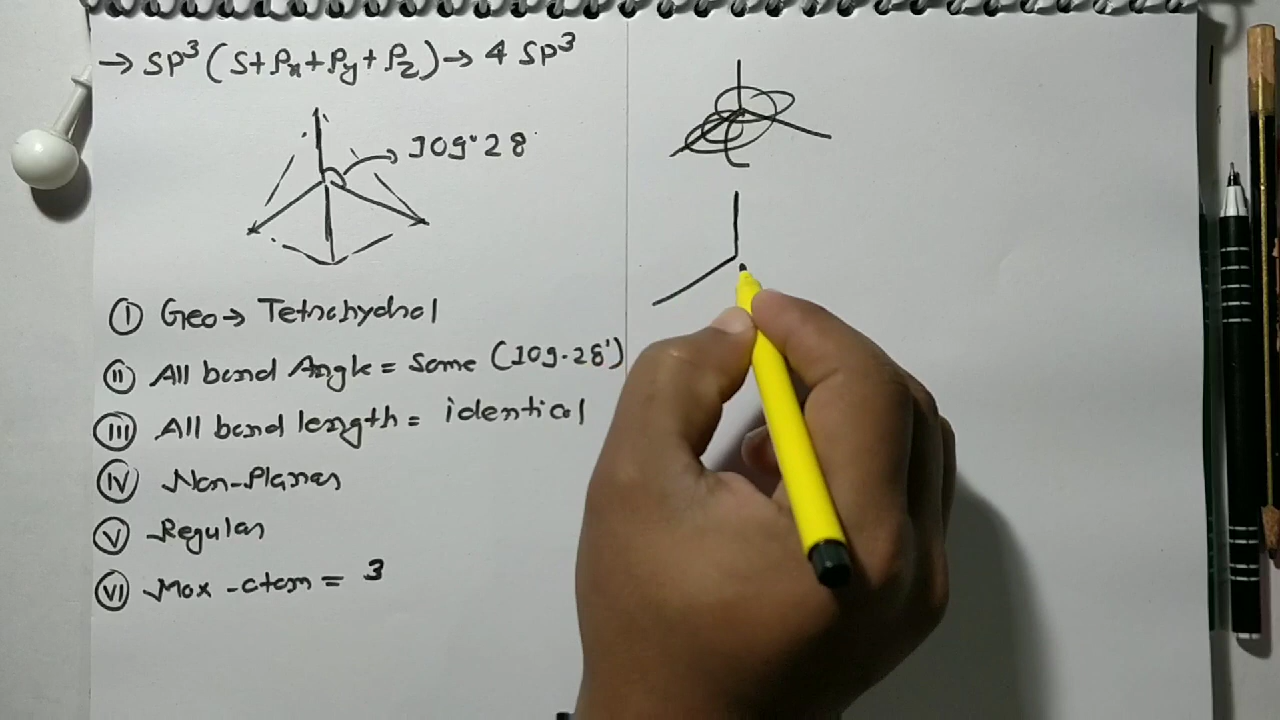 → SP³ (S+Px+Py+Pz) → 4 SP³
109°28'
(I) Geo → Tetrahydral
(II) All bond Angle = Same (109.28')
(III) All bond length = identical
(IV) Non-Planar
(V) Regular
(VI) Max-atom = 3